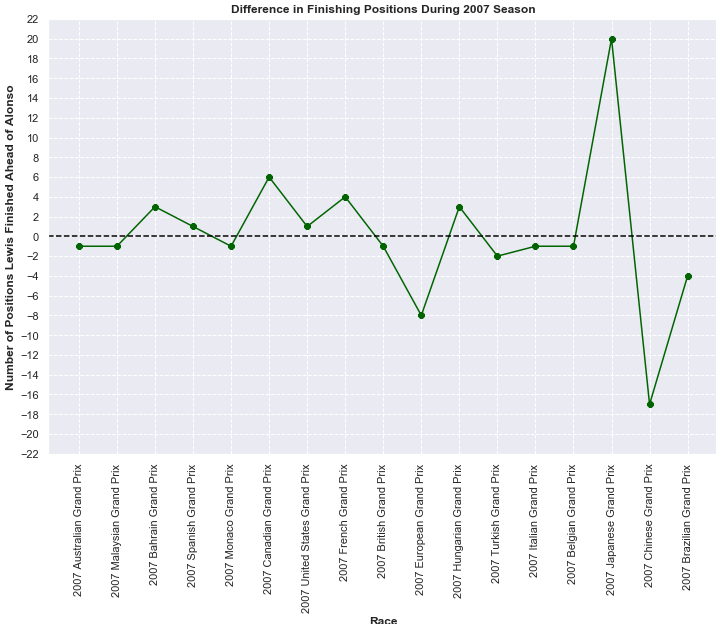 Difference in Finishing Positions During 2007 Season
Number of Positions Lewis Finished Ahead of Alonso
22
20
18
16
14
12
10
8
6
4
2
0
−2
−4
−6
−8
−10
−12
−14
−16
−18
−20
−22
2007 Australian Grand Prix
2007 Malaysian Grand Prix
2007 Bahrain Grand Prix
2007 Spanish Grand Prix
2007 Monaco Grand Prix
2007 Canadian Grand Prix
2007 United States Grand Prix
2007 French Grand Prix
2007 British Grand Prix
2007 European Grand Prix
2007 Hungarian Grand Prix
2007 Turkish Grand Prix
2007 Italian Grand Prix
2007 Belgian Grand Prix
2007 Japanese Grand Prix
2007 Chinese Grand Prix
2007 Brazilian Grand Prix
Race